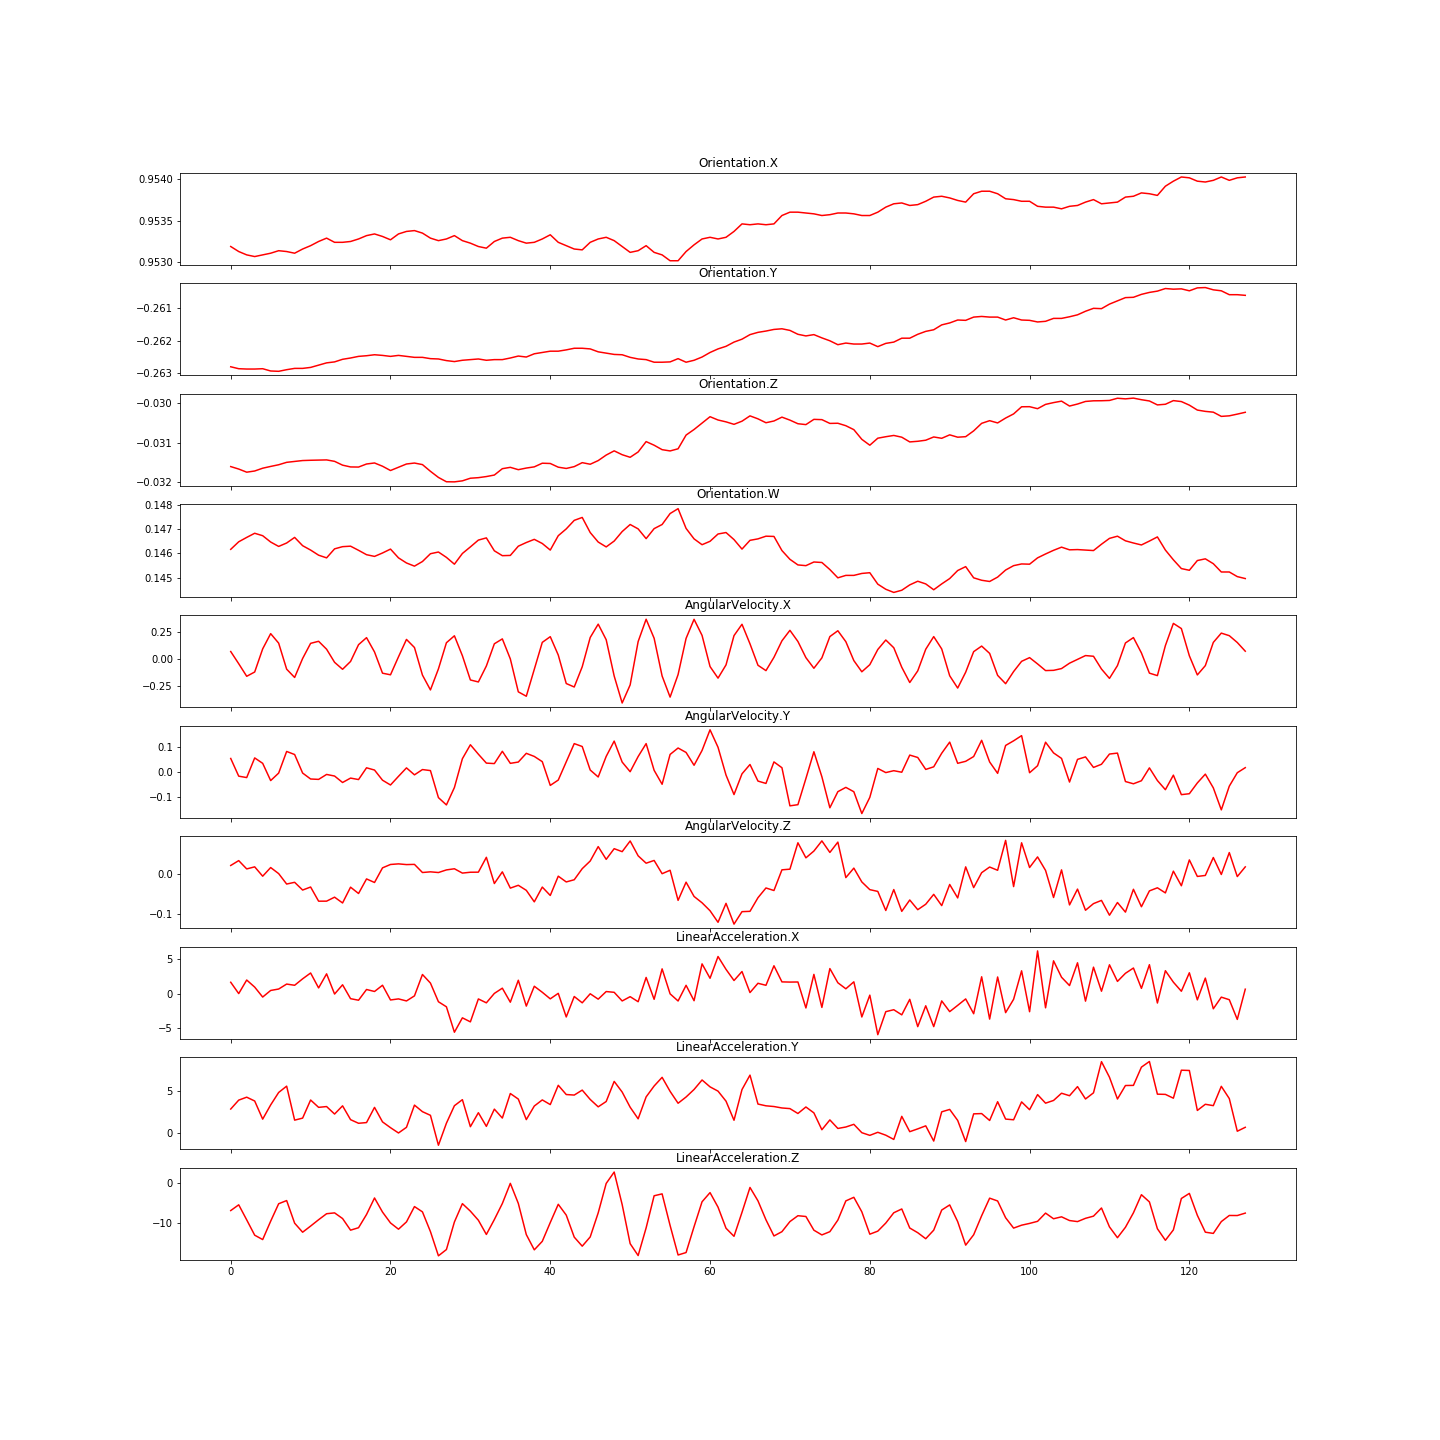 Orientation.X
0.9540
0.9535
0.9530
Orientation.Y
−0.261
−0.262
−0.263
Orientation.Z
−0.030
−0.031
−0.032
Orientation.W
0.148
0.147
0.146
0.145
AngularVelocity.X
0.25
0.00
−0.25
AngularVelocity.Y
0.1
0.0
−0.1
AngularVelocity.Z
0.0
−0.1
LinearAcceleration.X
5
0
−5
LinearAcceleration.Y
5
0
LinearAcceleration.Z
0
−10
0 20 40 60 80 100 120